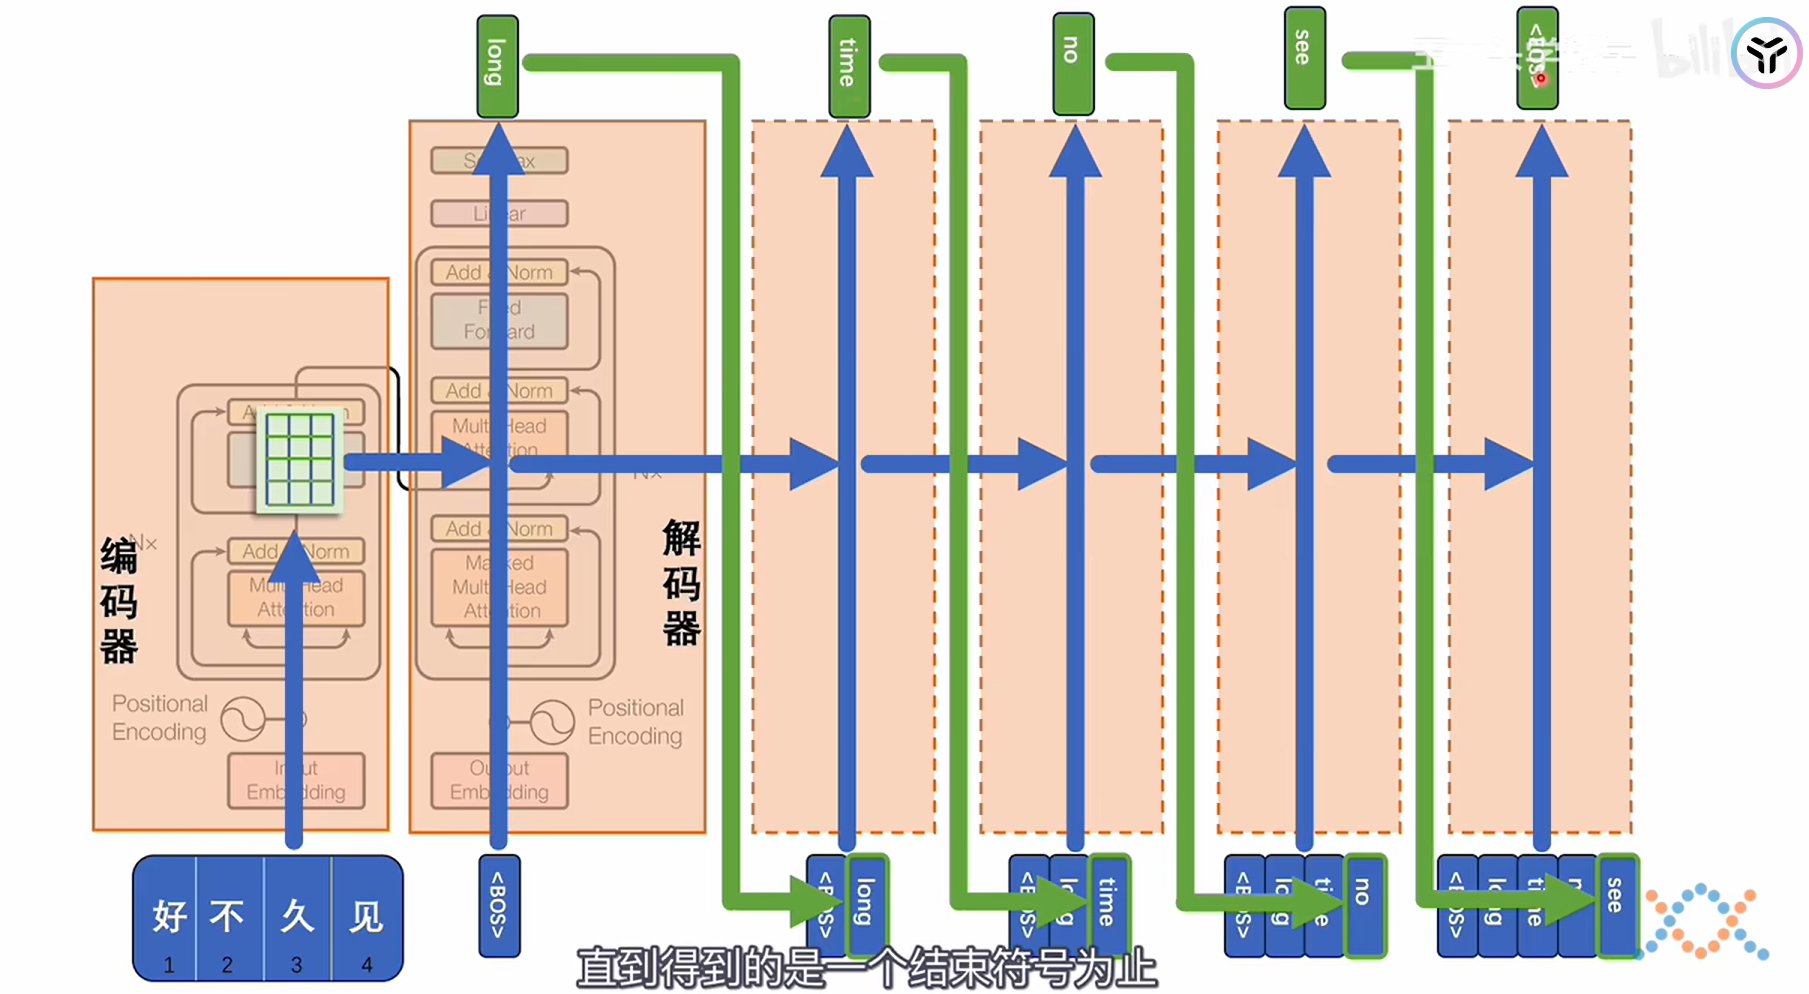 long
time
no
see
<EOS>
Softmax
Linear
Add & Norm
Feed
Forward
Add & Norm
Multi-Head
Attention
N×
Add & Norm
Masked
Multi-Head
Attention
解码器
Positional
Encoding
Output
Embedding
Add & Norm
Add & Norm
Multi-Head
Attention
N×
编码器
Positional
Encoding
Input
Embedding
好 不 久 见
1 2 3 4
<BOS>
<BOS> long
<BOS> long time
<BOS> long time no
<BOS> long time no see
直到得到的是一个结束符号为止
bilibili